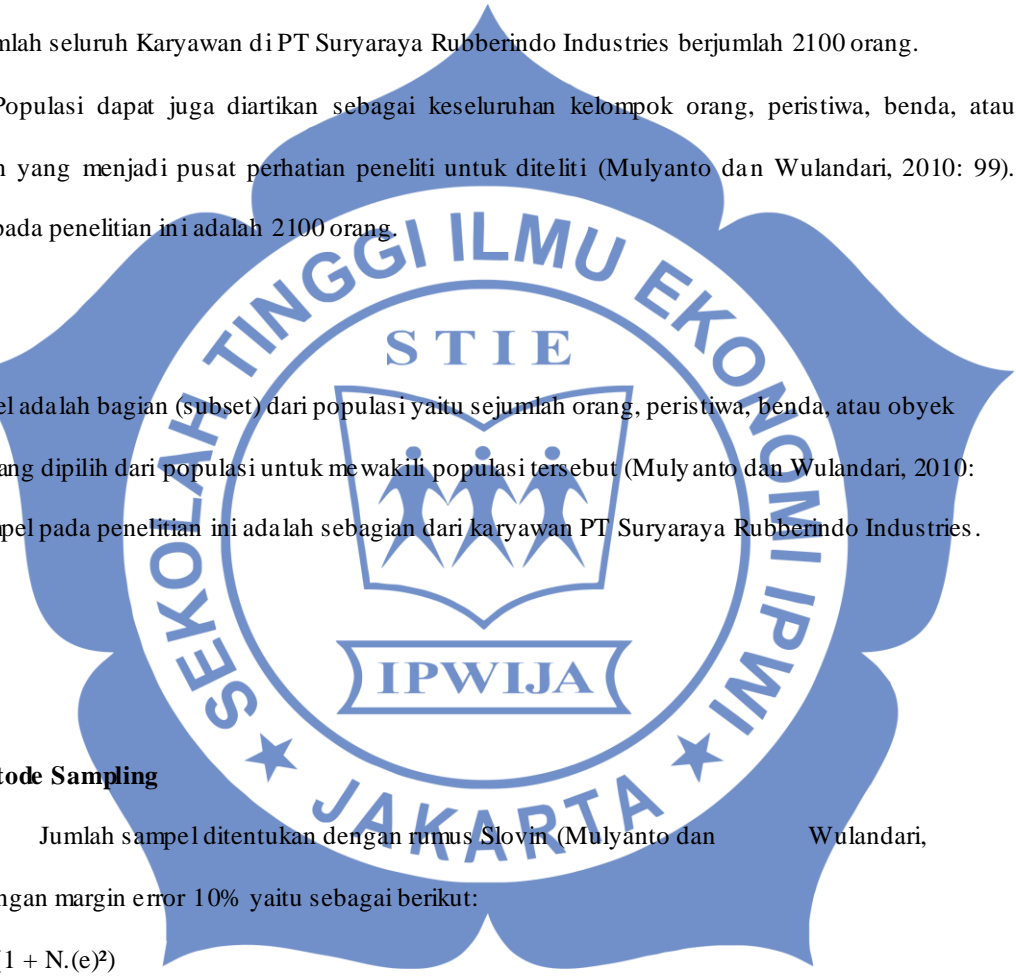 mlah seluruh Karyawan di PT Suryaraya Rubberindo Industries berjumlah 2100 orang.
Populasi dapat juga diartikan sebagai keseluruhan kelompok orang, peristiwa, benda, atau
n yang menjadi pusat perhatian peneliti untuk diteliti (Mulyanto dan Wulandari, 2010: 99).
pada penelitian ini adalah 2100 orang.
SEKOLAH TINGGI ILMU EKONOMI IPWI
STIE
el adalah bagian (subset) dari populasi yaitu sejumlah orang, peristiwa, benda, atau obyek
ang dipilih dari populasi untuk mewakili populasi tersebut (Mulyanto dan Wulandari, 2010:
pel pada penelitian ini adalah sebagian dari karyawan PT Suryaraya Rubberindo Industries.
IPWIJA
JAKARTA
tode Sampling
Jumlah sampel ditentukan dengan rumus Slovin (Mulyanto dan Wulandari,
ngan margin error 10% yaitu sebagai berikut:
(1 + N.(e)²)